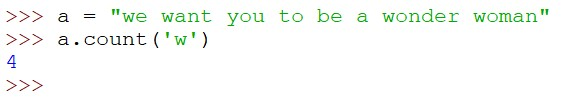 >>> a = "we want you to be a wonder woman"
>>> a.count('w')
4
>>>